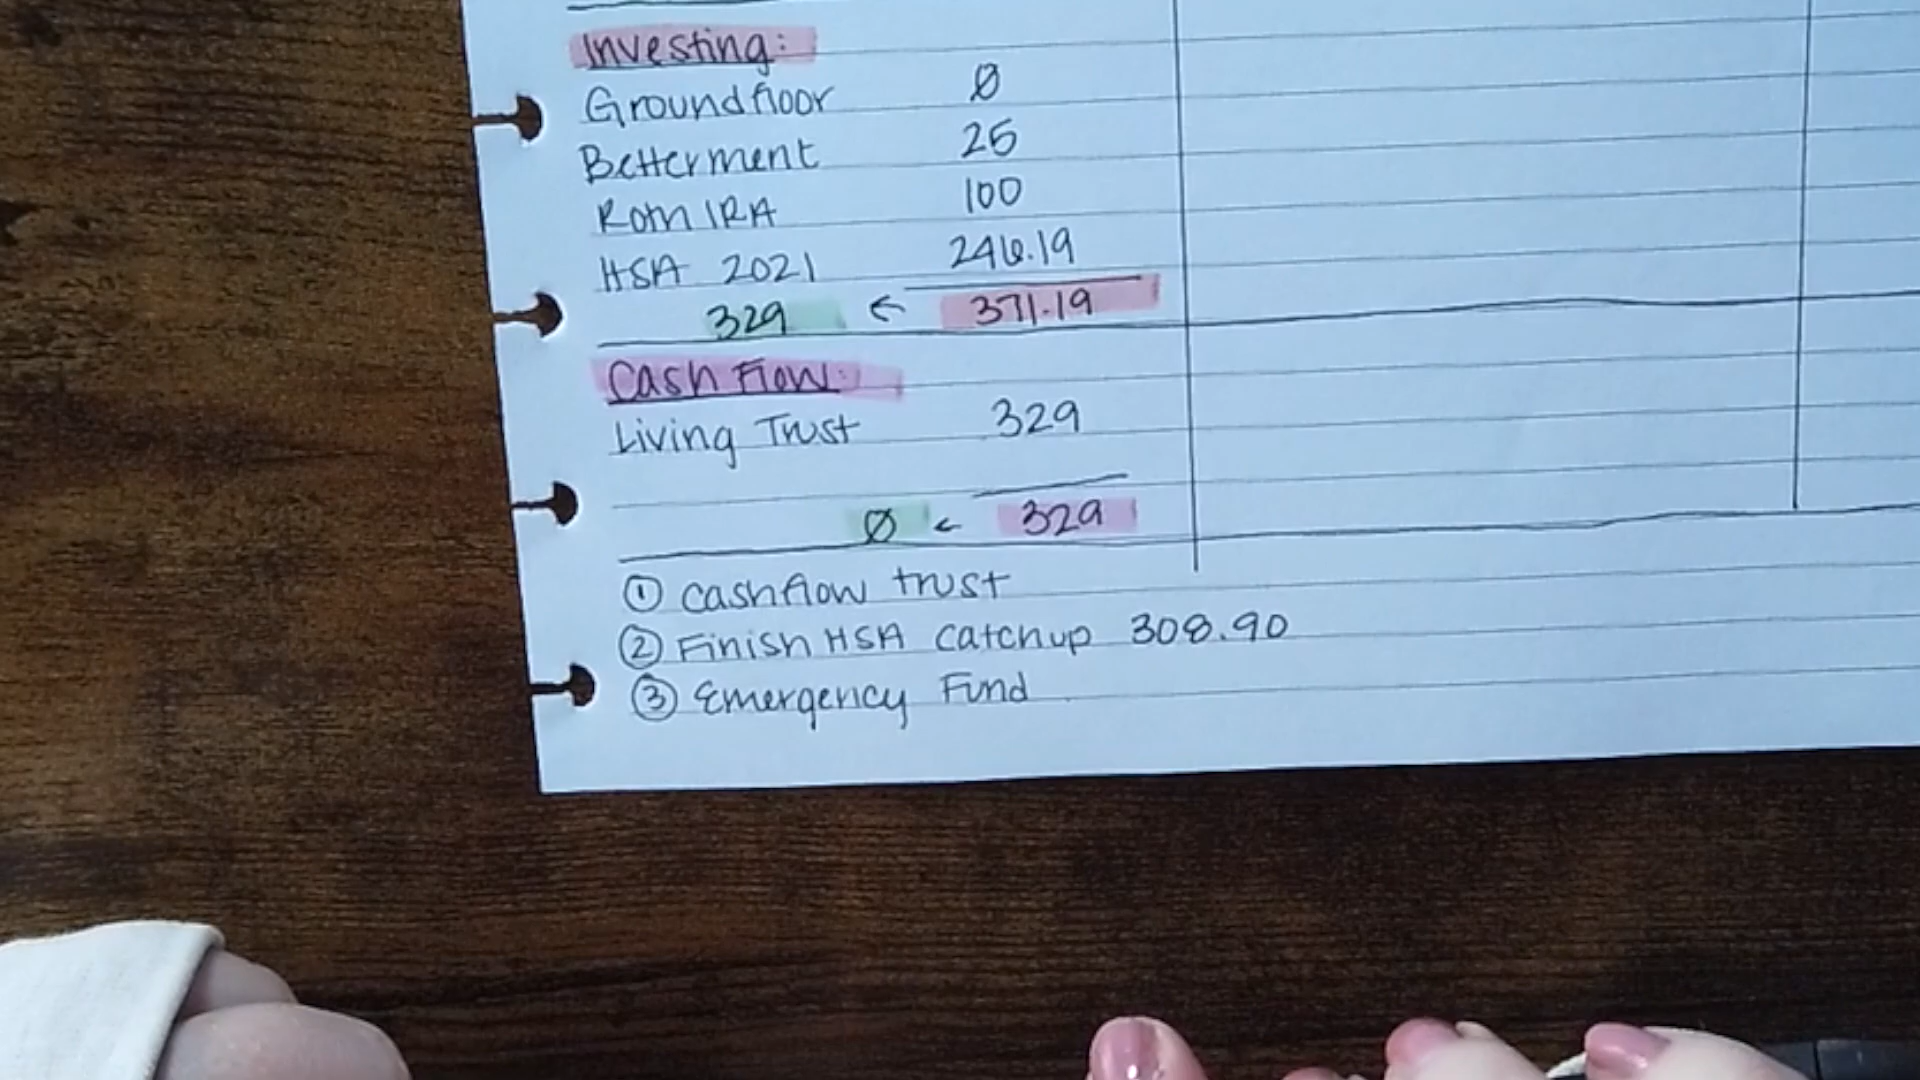 Investing:
Groundfloor Ø
Betterment 25
Roth IRA 100
HSA 2021 246.19
329 ← 371.19
Cash Flow:
Living Trust 329
Ø ← 329
① cashflow trust
② Finish HSA catchup 308.90
③ Emergency Fund